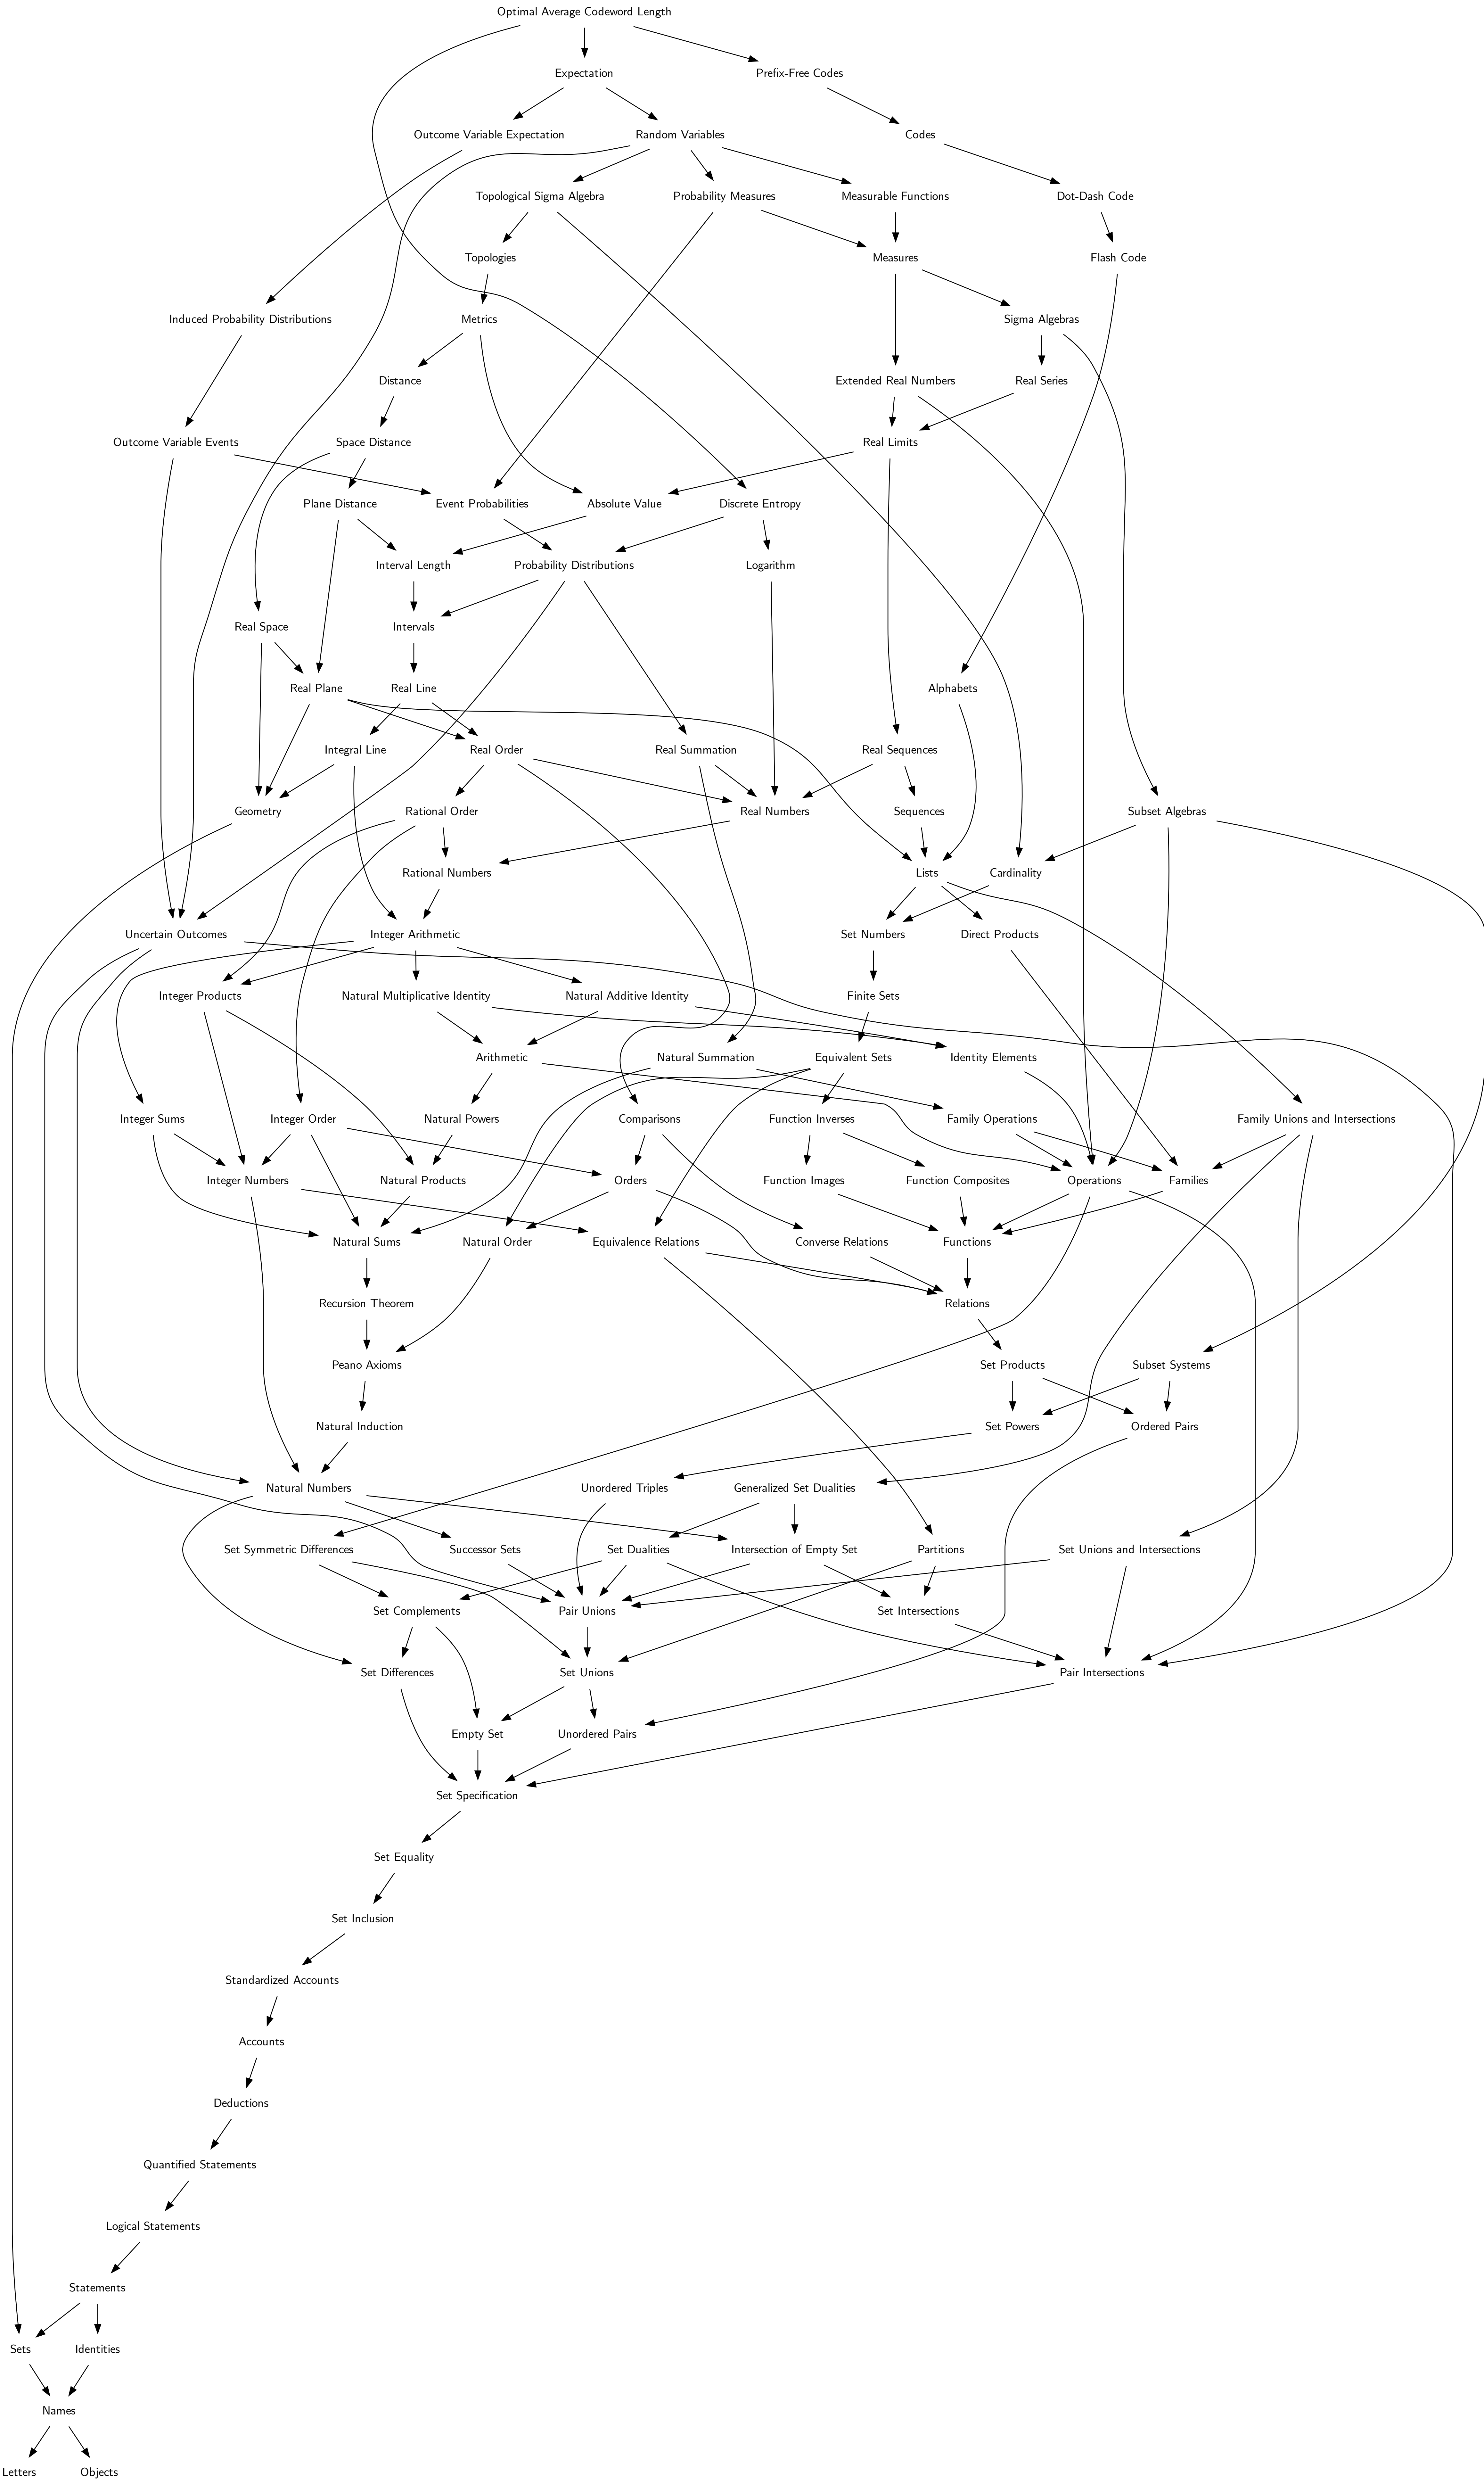 Optimal Average Codeword Length
Expectation
Prefix-Free Codes
Outcome Variable Expectation
Random Variables
Codes
Topological Sigma Algebra
Probability Measures
Measurable Functions
Dot-Dash Code
Topologies
Measures
Flash Code
Induced Probability Distributions
Metrics
Sigma Algebras
Distance
Extended Real Numbers
Real Series
Outcome Variable Events
Space Distance
Real Limits
Plane Distance
Event Probabilities
Absolute Value
Discrete Entropy
Interval Length
Probability Distributions
Logarithm
Real Space
Intervals
Real Plane
Real Line
Alphabets
Integral Line
Real Order
Real Summation
Real Sequences
Geometry
Rational Order
Real Numbers
Sequences
Subset Algebras
Rational Numbers
Lists
Cardinality
Uncertain Outcomes
Integer Arithmetic
Set Numbers
Direct Products
Integer Products
Natural Multiplicative Identity
Natural Additive Identity
Finite Sets
Arithmetic
Natural Summation
Equivalent Sets
Identity Elements
Integer Sums
Integer Order
Natural Powers
Comparisons
Function Inverses
Family Operations
Family Unions and Intersections
Integer Numbers
Natural Products
Orders
Function Images
Function Composites
Operations
Families
Natural Sums
Natural Order
Equivalence Relations
Converse Relations
Functions
Recursion Theorem
Relations
Peano Axioms
Set Products
Subset Systems
Natural Induction
Set Powers
Ordered Pairs
Natural Numbers
Unordered Triples
Generalized Set Dualities
Set Symmetric Differences
Successor Sets
Set Dualities
Intersection of Empty Set
Partitions
Set Unions and Intersections
Set Complements
Pair Unions
Set Intersections
Set Differences
Set Unions
Pair Intersections
Empty Set
Unordered Pairs
Set Specification
Set Equality
Set Inclusion
Standardized Accounts
Accounts
Deductions
Quantified Statements
Logical Statements
Statements
Sets
Identities
Names
Letters
Objects